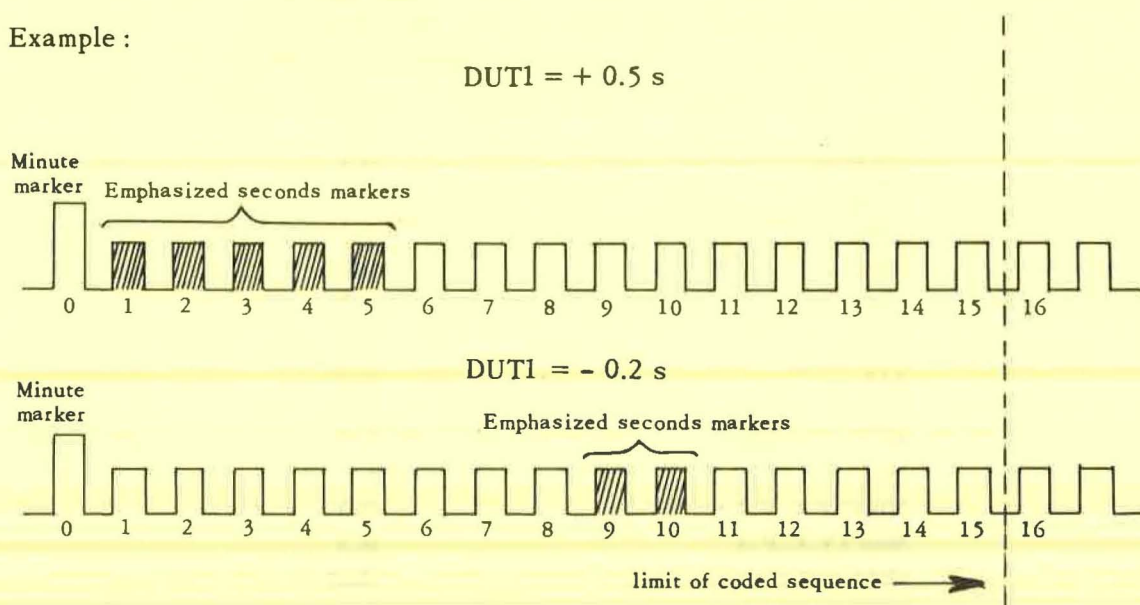 Example :
DUT1 = + 0.5 s
Minute
marker
Emphasized seconds markers
0 1 2 3 4 5 6 7 8 9 10 11 12 13 14 15 16
DUT1 = - 0.2 s
Minute
marker
Emphasized seconds markers
0 1 2 3 4 5 6 7 8 9 10 11 12 13 14 15 16
limit of coded sequence